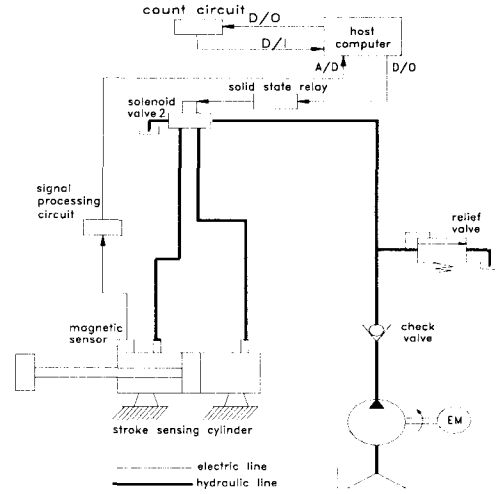 count circuit
D/O
D/I
host
computer
A/D
D/O
solid state relay
solenoid
valve 2
signal
processing
circuit
relief
valve
magnetic
sensor
check
valve
EM
stroke sensing cylinder
electric line
hydraulic line